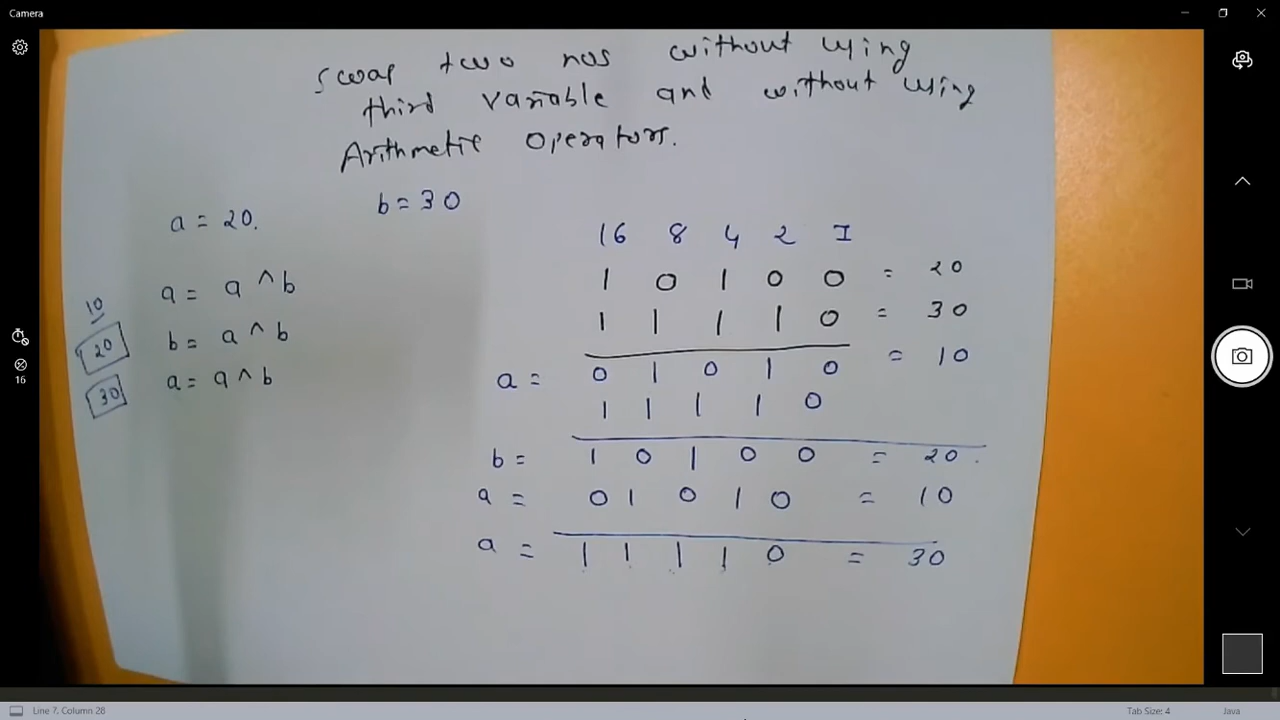 Camera
Swap two nos without using
third variable and without using
Arithmetic Operators.
a = 20.
b = 30
16 8 4 2 1
1 0 1 0 0 = 20
1 1 1 1 0 = 30
a = 0 1 0 1 0 = 10
1 1 1 1 0
b = 1 0 1 0 0 = 20.
a = 0 1 0 1 0 = 10
a = 1 1 1 1 0 = 30
10
a = a ^ b
20
b = a ^ b
30
a = a ^ b
16
Line 7, Column 28
Tab Size: 4
Java